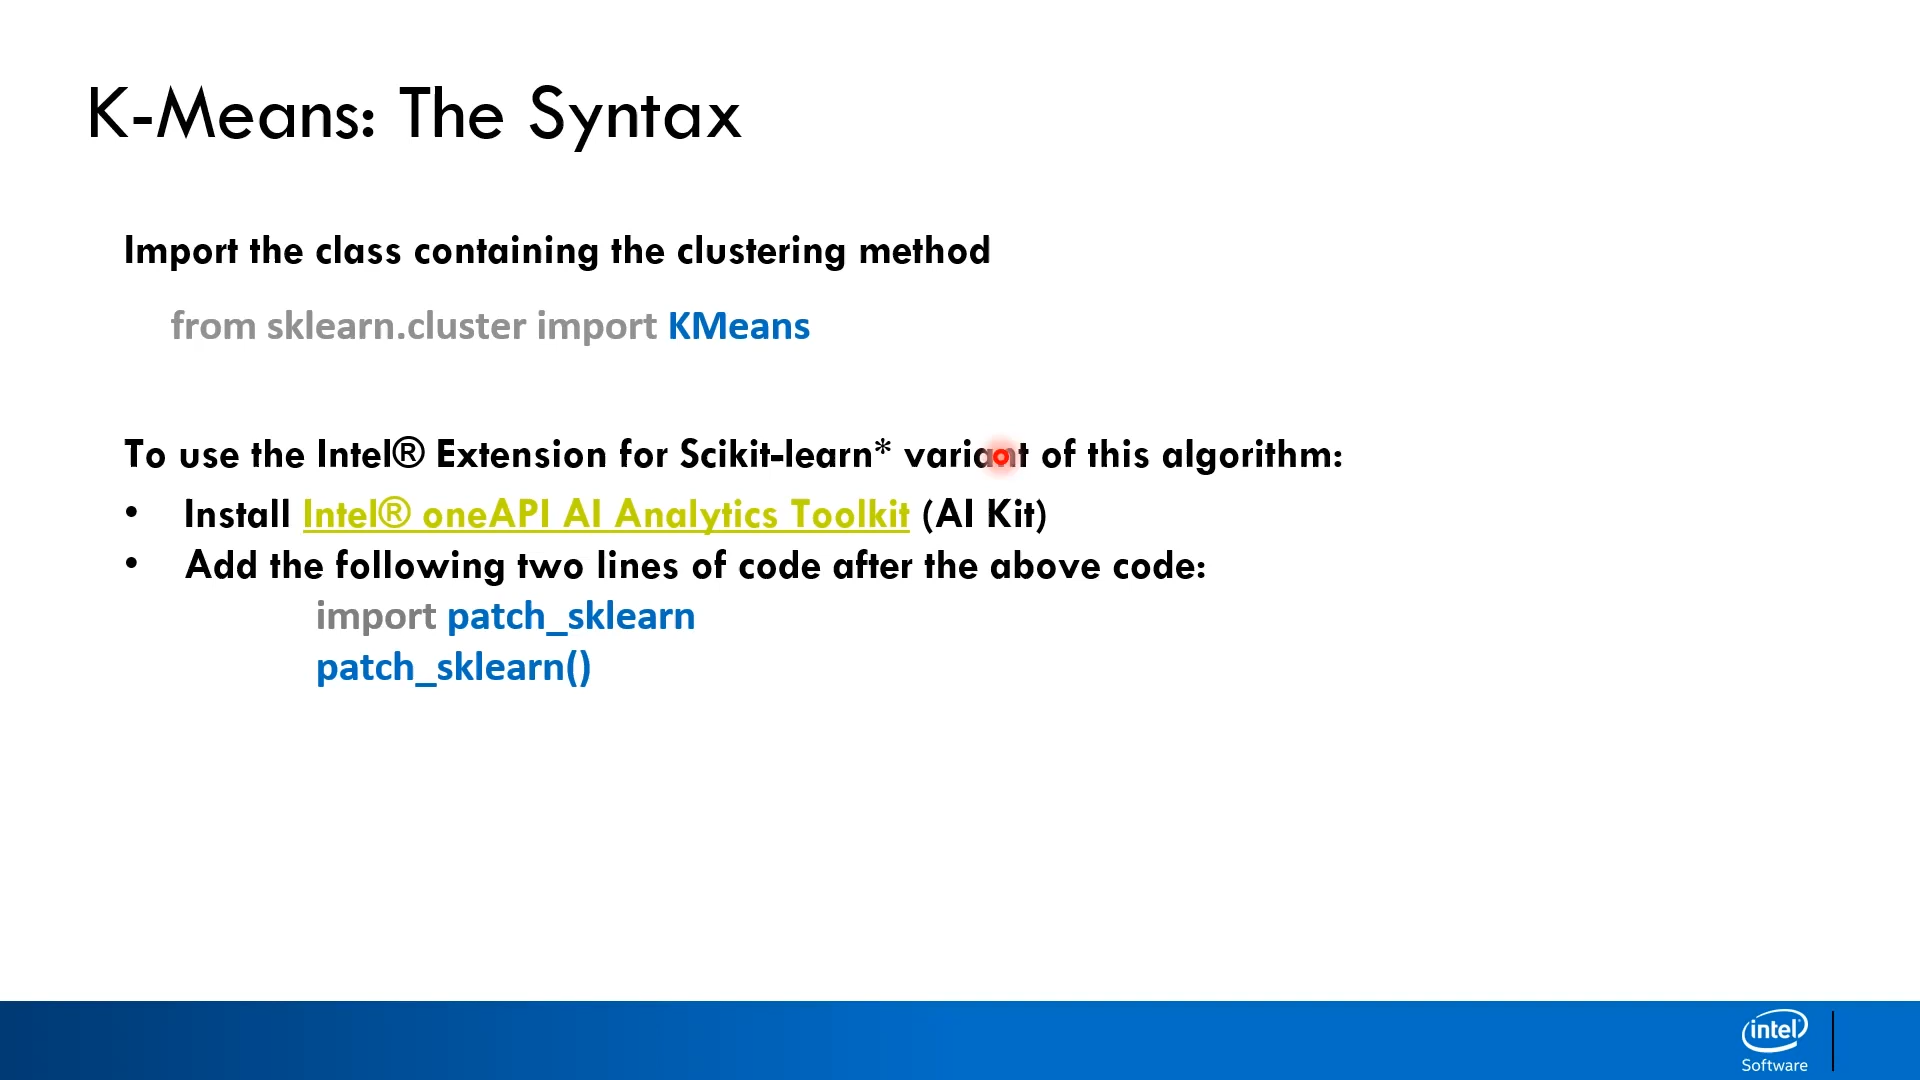 K-Means: The Syntax
Import the class containing the clustering method
from sklearn.cluster import KMeans
To use the Intel® Extension for Scikit-learn* variant of this algorithm:
• Install Intel® oneAPI AI Analytics Toolkit (AI Kit)
• Add the following two lines of code after the above code:
import patch_sklearn
patch_sklearn()
intel
Software